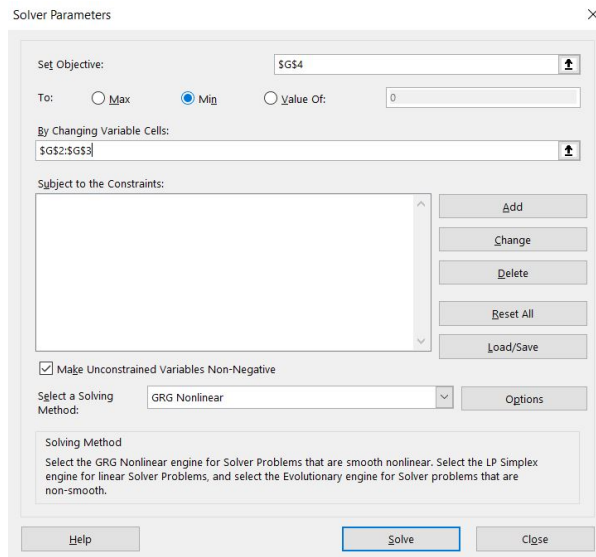 Solver Parameters
Set Objective:
$G$4
To:
Max
Min
Value Of:
0
By Changing Variable Cells:
$G$2:$G$3
Subject to the Constraints:
Add
Change
Delete
Reset All
Load/Save
Make Unconstrained Variables Non-Negative
Select a Solving
Method:
GRG Nonlinear
Options
Solving Method
Select the GRG Nonlinear engine for Solver Problems that are smooth nonlinear. Select the LP Simplex
engine for linear Solver Problems, and select the Evolutionary engine for Solver problems that are
non-smooth.
Help
Solve
Close